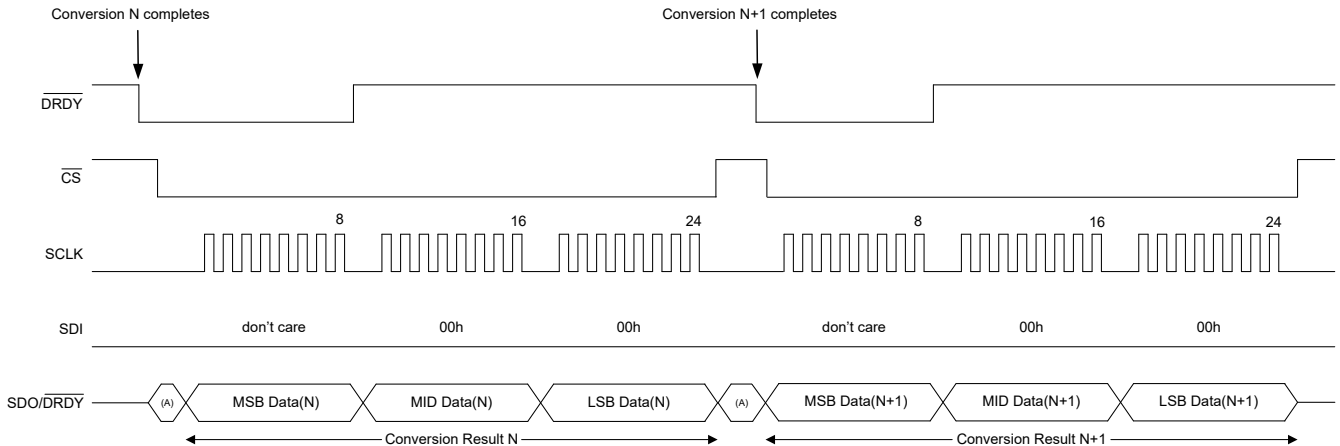 Conversion N completes Conversion N+1 completes
DRDY
CS
8 16 24 8 16 24
SCLK
SDI don't care 00h 00h don't care 00h 00h
SDO/DRDY (A) MSB Data(N) MID Data(N) LSB Data(N) (A) MSB Data(N+1) MID Data(N+1) LSB Data(N+1)
Conversion Result N Conversion Result N+1